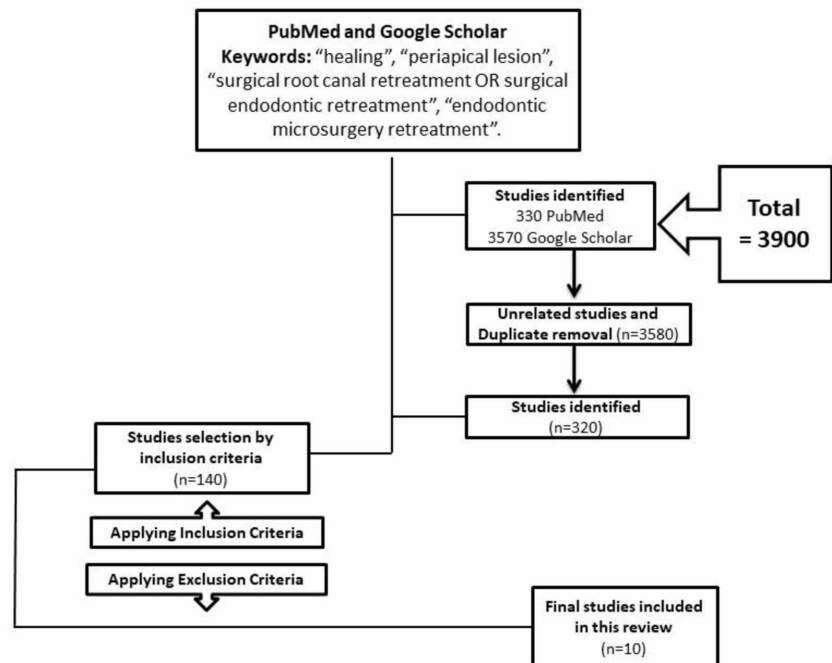 PubMed and Google Scholar
Keywords: “healing”, “periapical lesion”,
“surgical root canal retreatment OR surgical
endodontic retreatment”, “endodontic
microsurgery retreatment”.
Studies identified
330 PubMed
3570 Google Scholar
Total
= 3900
Unrelated studies and
Duplicate removal (n=3580)
Studies identified
(n=320)
Studies selection by
inclusion criteria
(n=140)
Applying Inclusion Criteria
Applying Exclusion Criteria
Final studies included
in this review
(n=10)